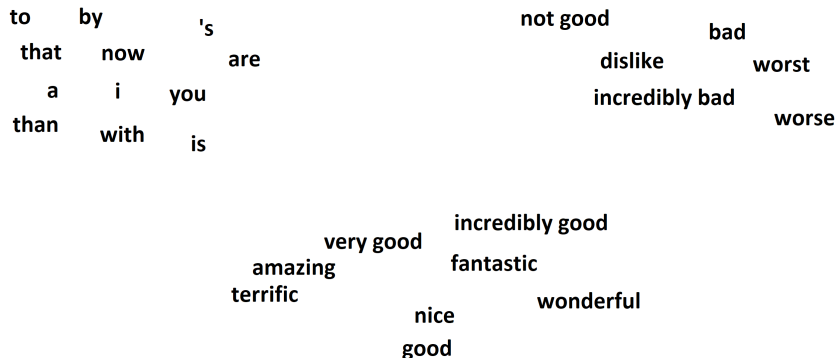 to by 's
that now are
a i you
than with is
not good bad
dislike worst
incredibly bad
worse
incredibly good
very good
amazing fantastic
terrific wonderful
nice
good